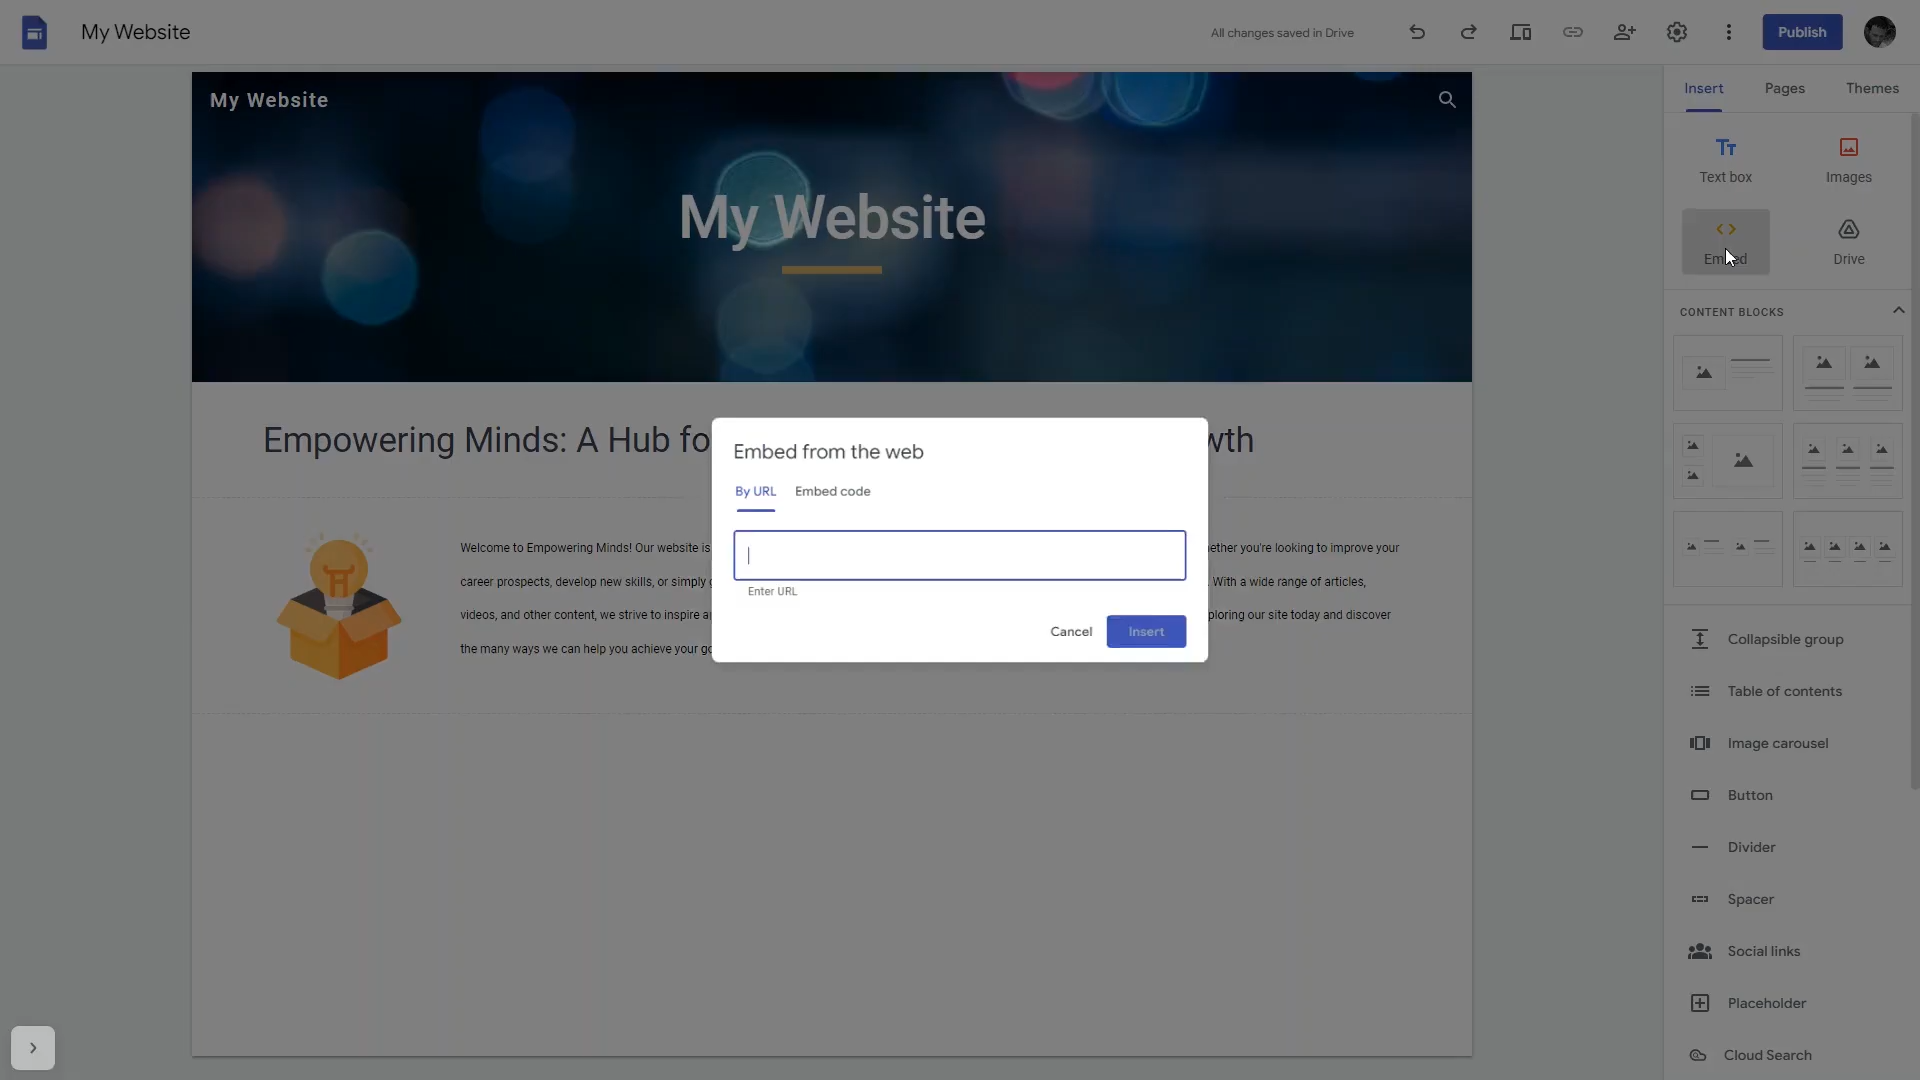 My Website
All changes saved in Drive
Publish
My Website
My Website
Insert
Pages
Themes
Text box
Images
Embed
Drive
CONTENT BLOCKS
Empowering Minds: A Hub fo
wth
Welcome to Empowering Minds! Our website is
ether you're looking to improve your
career prospects, develop new skills, or simply
With a wide range of articles,
videos, and other content, we strive to inspire
ploring our site today and discover
the many ways we can help you achieve your
Embed from the web
By URL
Embed code
Enter URL
Cancel
Insert
Collapsible group
Table of contents
Image carousel
Button
Divider
Spacer
Social links
Placeholder
Cloud Search